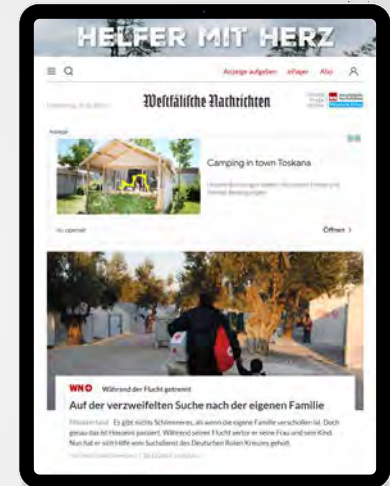 HELFER MIT HERZ
Anzeige aufgeben ePaper Abo
Westfälische Nachrichten
Anzeige
Camping in town Toskana
Öffnen >
WN+ Während der Flucht getrennt
Auf der verzweifelten Suche nach der eigenen Familie
Münsterland Es gibt nichts Schlimmeres, als wenn die eigene Familie verschollen ist. Doch
genau das ist Hosseini passiert. Während seiner Flucht verlor er seine Frau und sein Kind.
Nun hat er sich Hilfe vom Suchdienst des Deutschen Roten Kreuzes geholt.